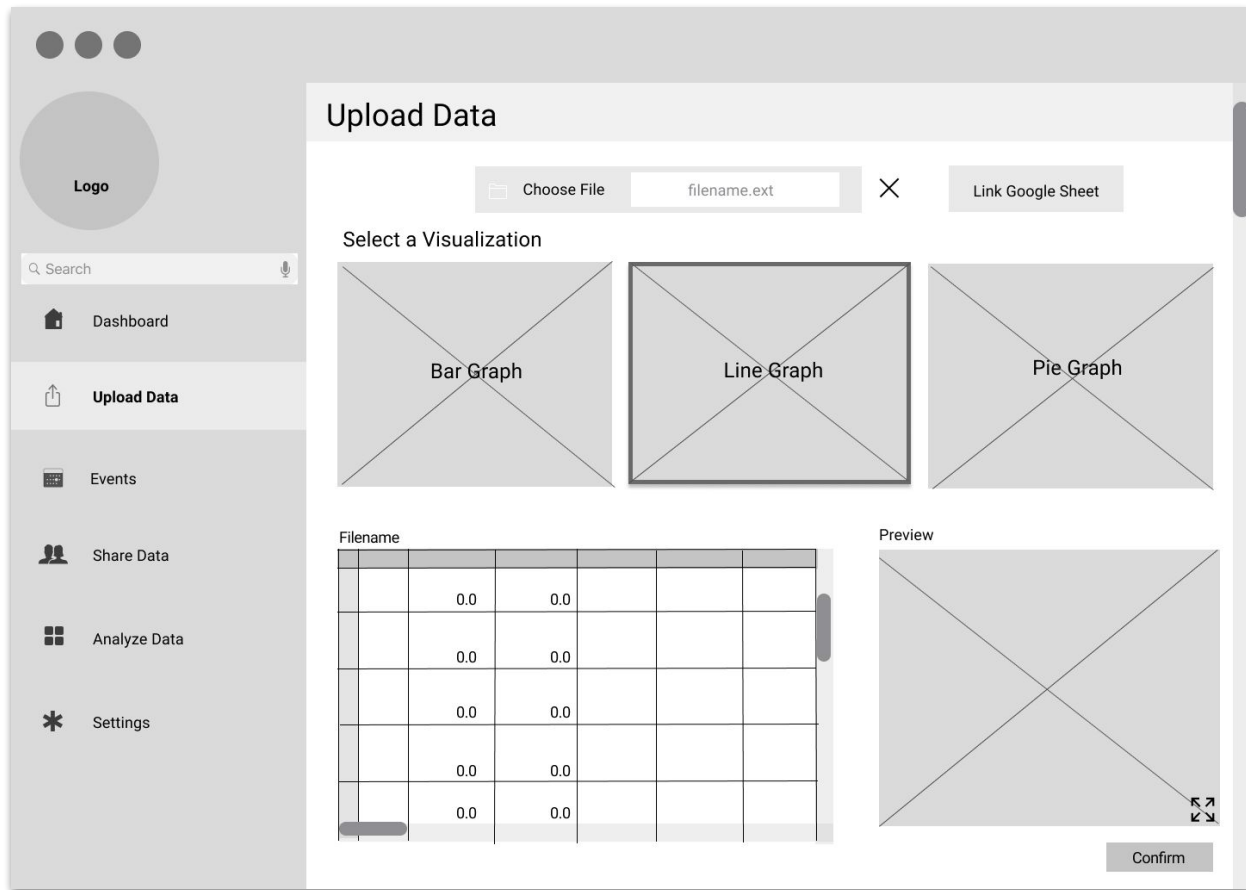 Upload Data
Logo
Choose File filename.ext Link Google Sheet
Select a Visualization
Search
Dashboard
Upload Data
Events
Share Data
Analyze Data
Settings
Bar Graph Line Graph Pie Graph
Filename
0.0 0.0
0.0 0.0
0.0 0.0
0.0 0.0
0.0 0.0
Preview
Confirm